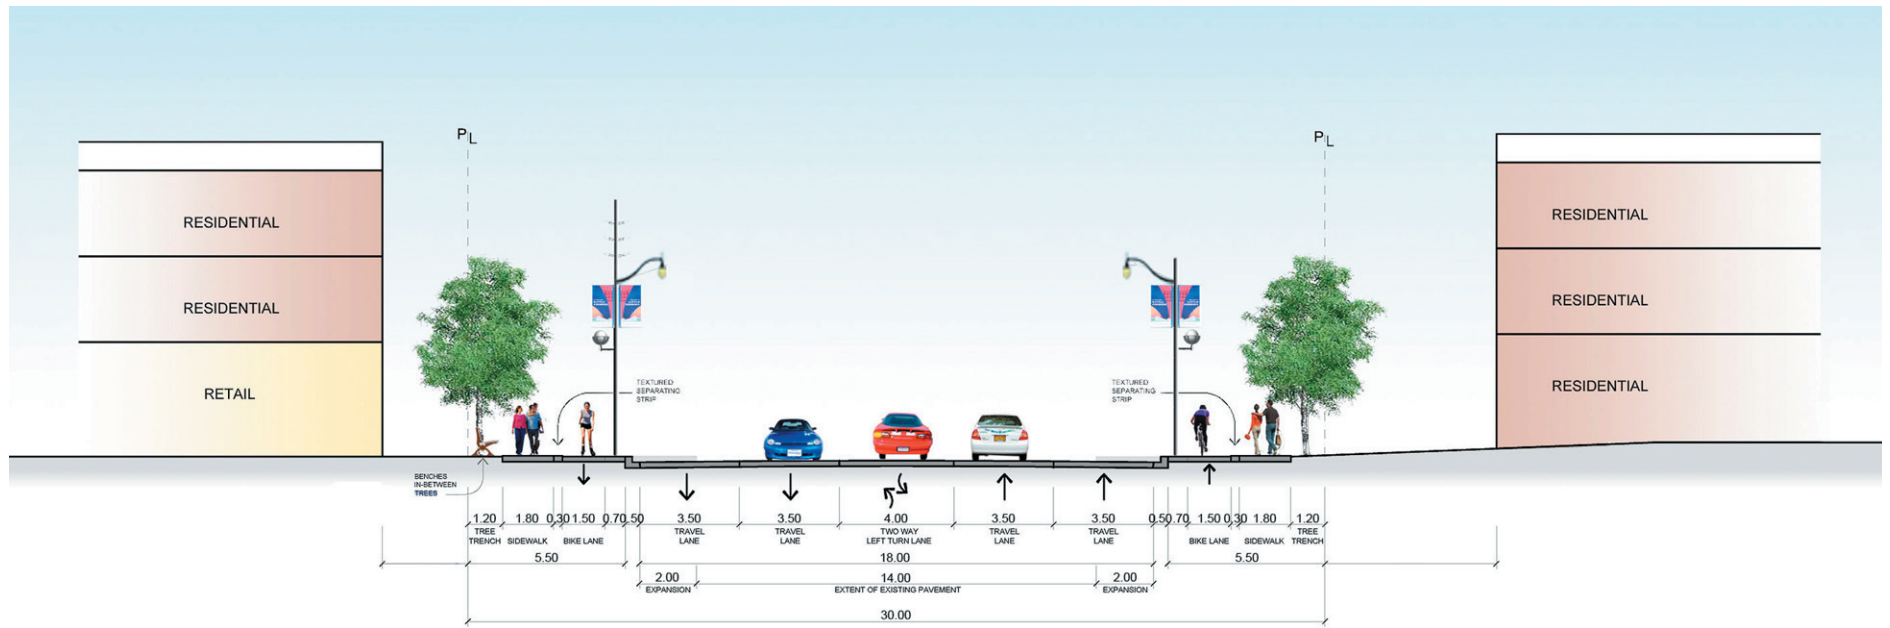 PL
PL
RESIDENTIAL
RESIDENTIAL
RESIDENTIAL
RESIDENTIAL
RETAIL
RESIDENTIAL
TEXTURED
SEPARATING
STRIP
TEXTURED
SEPARATING
STRIP
BENCHES
IN-BETWEEN
TREES
1.20 1.80 0.30 1.50 0.70 0.50 3.50 3.50 4.00 3.50 3.50 0.50 0.70 1.50 0.30 1.80 1.20
TREE
TRENCH
SIDEWALK
BIKE LANE
TRAVEL
LANE
TRAVEL
LANE
TWO WAY
LEFT TURN LANE
TRAVEL
LANE
TRAVEL
LANE
BIKE LANE
SIDEWALK
TREE
TRENCH
5.50 18.00 5.50
2.00 14.00 2.00
EXPANSION EXTENT OF EXISTING PAVEMENT EXPANSION
30.00